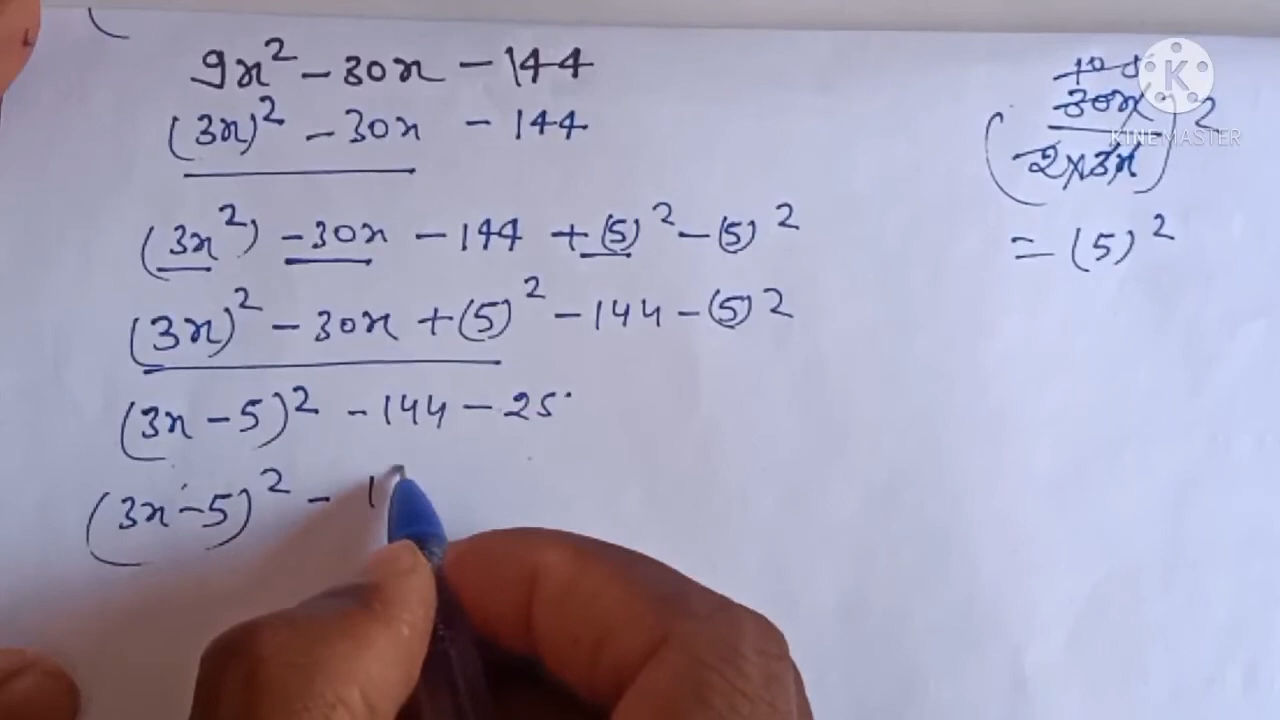 9x² - 30x - 144
(3x)² - 30x - 144
(3x²) - 30x - 144 + (5)² - (5)²
(3x)² - 30x + (5)² - 144 - (5)²
(3x - 5)² - 144 - 25
(3x - 5)² - 1
30x
2×3x
2
= (5)²
K
KINEMASTER